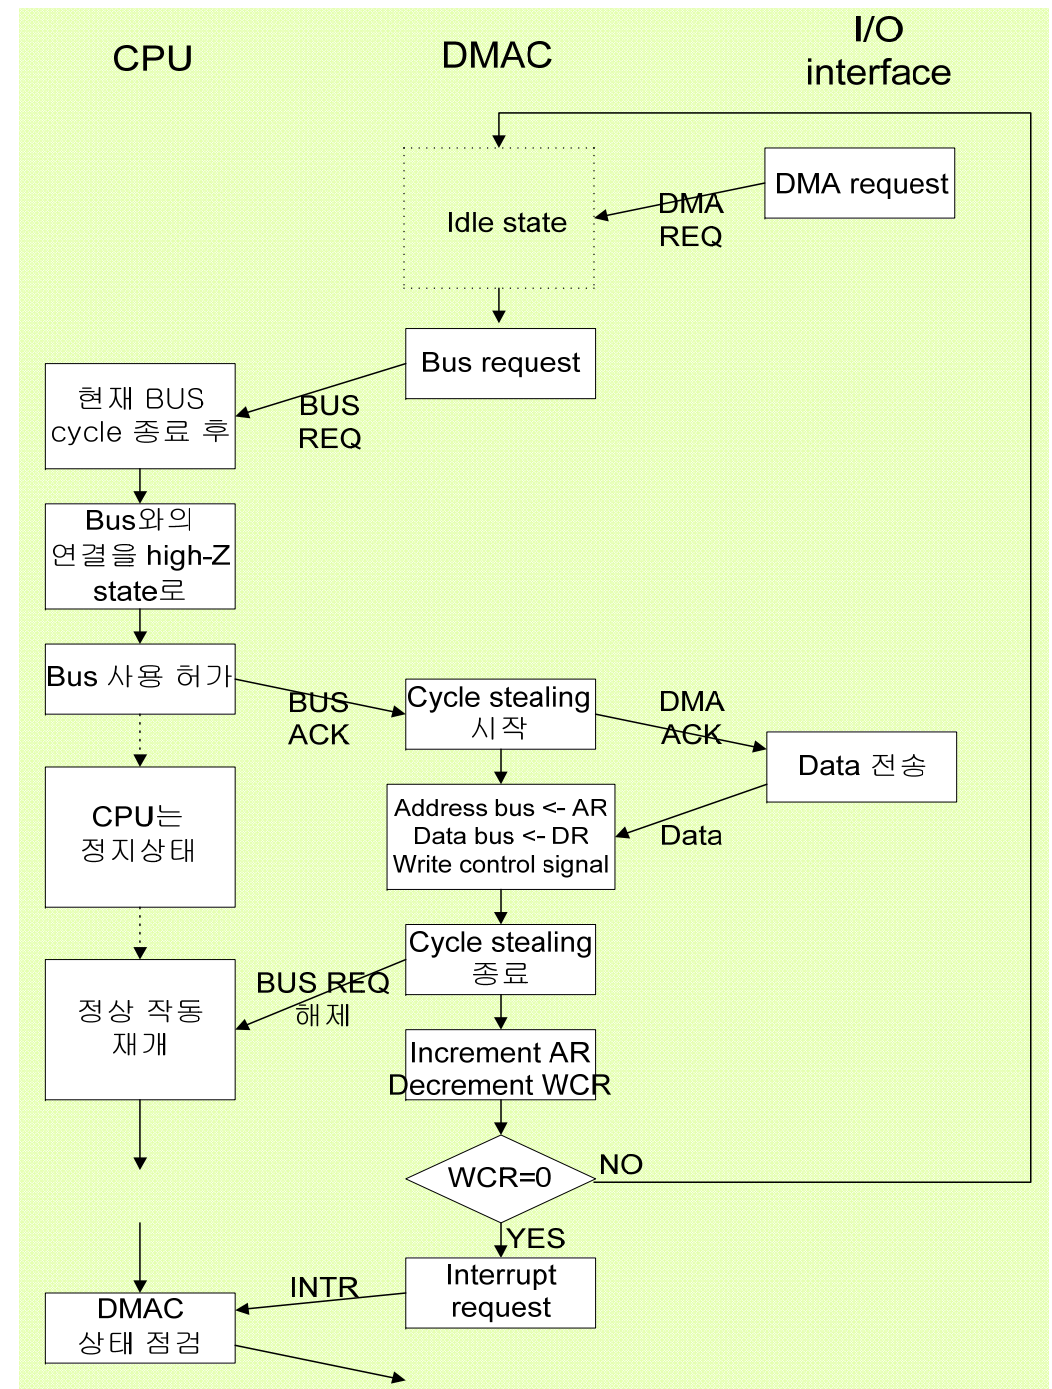 CPU
DMAC
I/O
interface
Idle state
DMA
REQ
DMA request
Bus request
BUS
REQ
현재 BUS
cycle 종료 후
Bus와의
연결을 high-Z
state로
Bus 사용 허가
BUS
ACK
Cycle stealing
시작
DMA
ACK
Data 전송
CPU는
정지상태
Address bus <- AR
Data bus <- DR
Write control signal
Data
Cycle stealing
종료
BUS REQ
해제
정상 작동
재개
Increment AR
Decrement WCR
WCR=0
NO
YES
Interrupt
request
INTR
DMAC
상태 점검